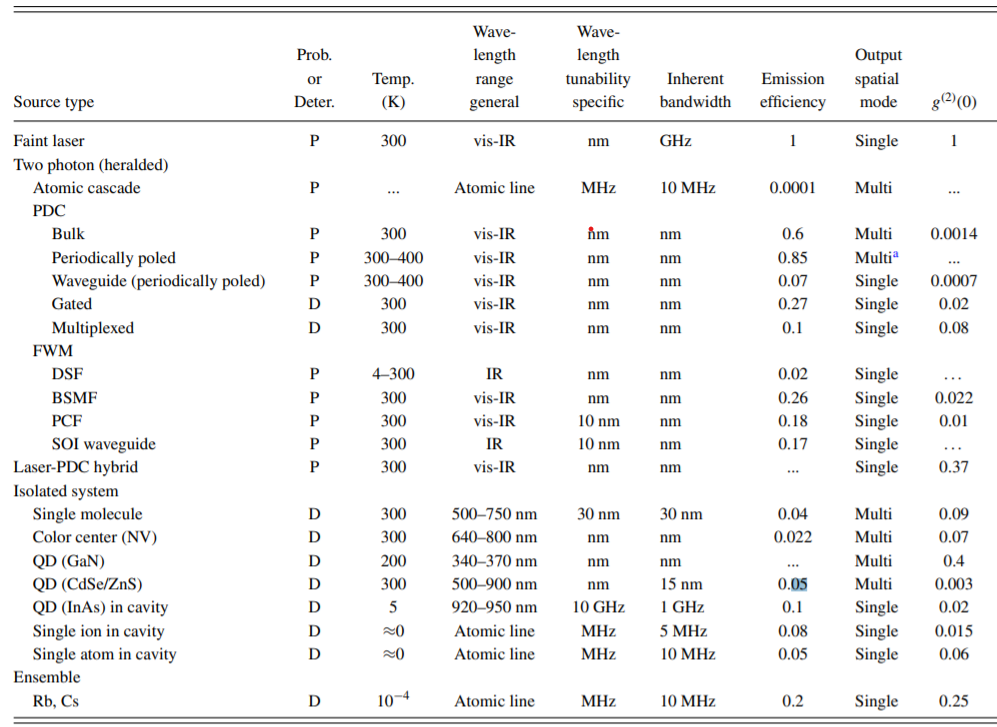 Source type Prob. or Deter. Temp. (K) Wave-length range general Wave-length tunability specific Inherent bandwidth Emission efficiency Output spatial mode g(2)(0)
Faint laser P 300 vis-IR nm GHz 1 Single 1
Two photon (heralded)
Atomic cascade P ... Atomic line MHz 10 MHz 0.0001 Multi ...
PDC
Bulk P 300 vis-IR nm nm 0.6 Multi 0.0014
Periodically poled P 300–400 vis-IR nm nm 0.85 Multia ...
Waveguide (periodically poled) P 300–400 vis-IR nm nm 0.07 Single 0.0007
Gated D 300 vis-IR nm nm 0.27 Single 0.02
Multiplexed D 300 vis-IR nm nm 0.1 Single 0.08
FWM
DSF P 4–300 IR nm nm 0.02 Single ...
BSMF P 300 vis-IR nm nm 0.26 Single 0.022
PCF P 300 vis-IR 10 nm nm 0.18 Single 0.01
SOI waveguide P 300 IR 10 nm nm 0.17 Single ...
Laser-PDC hybrid P 300 vis-IR nm nm ... Single 0.37
Isolated system
Single molecule D 300 500–750 nm 30 nm 30 nm 0.04 Multi 0.09
Color center (NV) D 300 640–800 nm nm nm 0.022 Multi 0.07
QD (GaN) D 200 340–370 nm nm nm ... Multi 0.4
QD (CdSe/ZnS) D 300 500–900 nm nm 15 nm 0.05 Multi 0.003
QD (InAs) in cavity D 5 920–950 nm 10 GHz 1 GHz 0.1 Single 0.02
Single ion in cavity D ≈0 Atomic line MHz 5 MHz 0.08 Single 0.015
Single atom in cavity D ≈0 Atomic line MHz 10 MHz 0.05 Single 0.06
Ensemble
Rb, Cs D 10−4 Atomic line MHz 10 MHz 0.2 Single 0.25